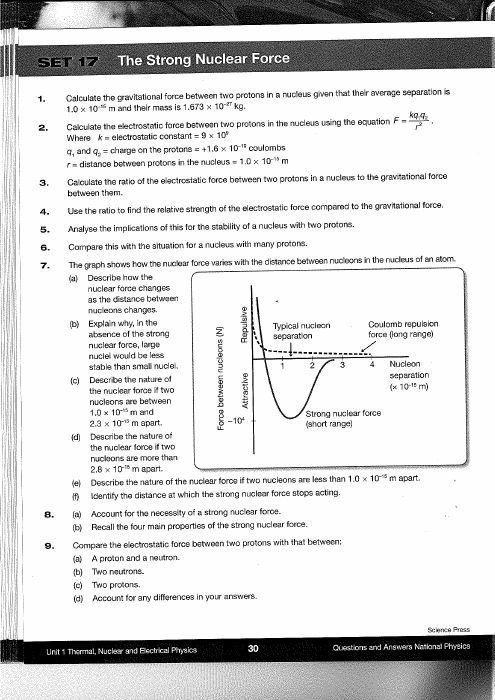 SET 17 The Strong Nuclear Force
1. Calculate the gravitational force between two protons in a nucleus given that their average separation is
1.0 × 10⁻¹⁵ m and their mass is 1.673 × 10⁻²⁷ kg.
2. Calculate the electrostatic force between two protons in the nucleus using the equation F = kq₁q₂/r².
Where k = electrostatic constant = 9 × 10⁹
q₁ and q₂ = charge on the protons = +1.6 × 10⁻¹⁹ coulombs
r = distance between protons in the nucleus = 1.0 × 10⁻¹⁵ m
3. Calculate the ratio of the electrostatic force between two protons in a nucleus to the gravitational force
between them.
4. Use the ratio to find the relative strength of the electrostatic force compared to the gravitational force.
5. Analyse the implications of this for the stability of a nucleus with two protons.
6. Compare this with the situation for a nucleus with many protons.
7. The graph shows how the nuclear force varies with the distance between nucleons in the nucleus of an atom.
(a) Describe how the
nuclear force changes
as the distance between
nucleons changes.
(b) Explain why, in the
absence of the strong
nuclear force, large
nuclei would be less
stable than small nuclei.
(c) Describe the nature of
the nuclear force if two
nucleons are between
1.0 × 10⁻¹⁵ m and
2.3 × 10⁻¹⁵ m apart.
(d) Describe the nature of
the nuclear force if two
nucleons are more than
2.8 × 10⁻¹⁵ m apart.
Force between nucleons (N)
Attractive
Repulsive
Typical nucleon
separation
Coulomb repulsion
force (long range)
1 2 3 4
Nucleon
separation
(× 10⁻¹⁵ m)
−10⁴
Strong nuclear force
(short range)
(e) Describe the nature of the nuclear force if two nucleons are less than 1.0 × 10⁻¹⁵ m apart.
(f) Identify the distance at which the strong nuclear force stops acting.
8. (a) Account for the necessity of a strong nuclear force.
(b) Recall the four main properties of the strong nuclear force.
9. Compare the electrostatic force between two protons with that between:
(a) A proton and a neutron.
(b) Two neutrons.
(c) Two protons.
(d) Account for any differences in your answers.
Science Press
Unit 1 Thermal, Nuclear and Electrical Physics 30 Questions and Answers National Physics